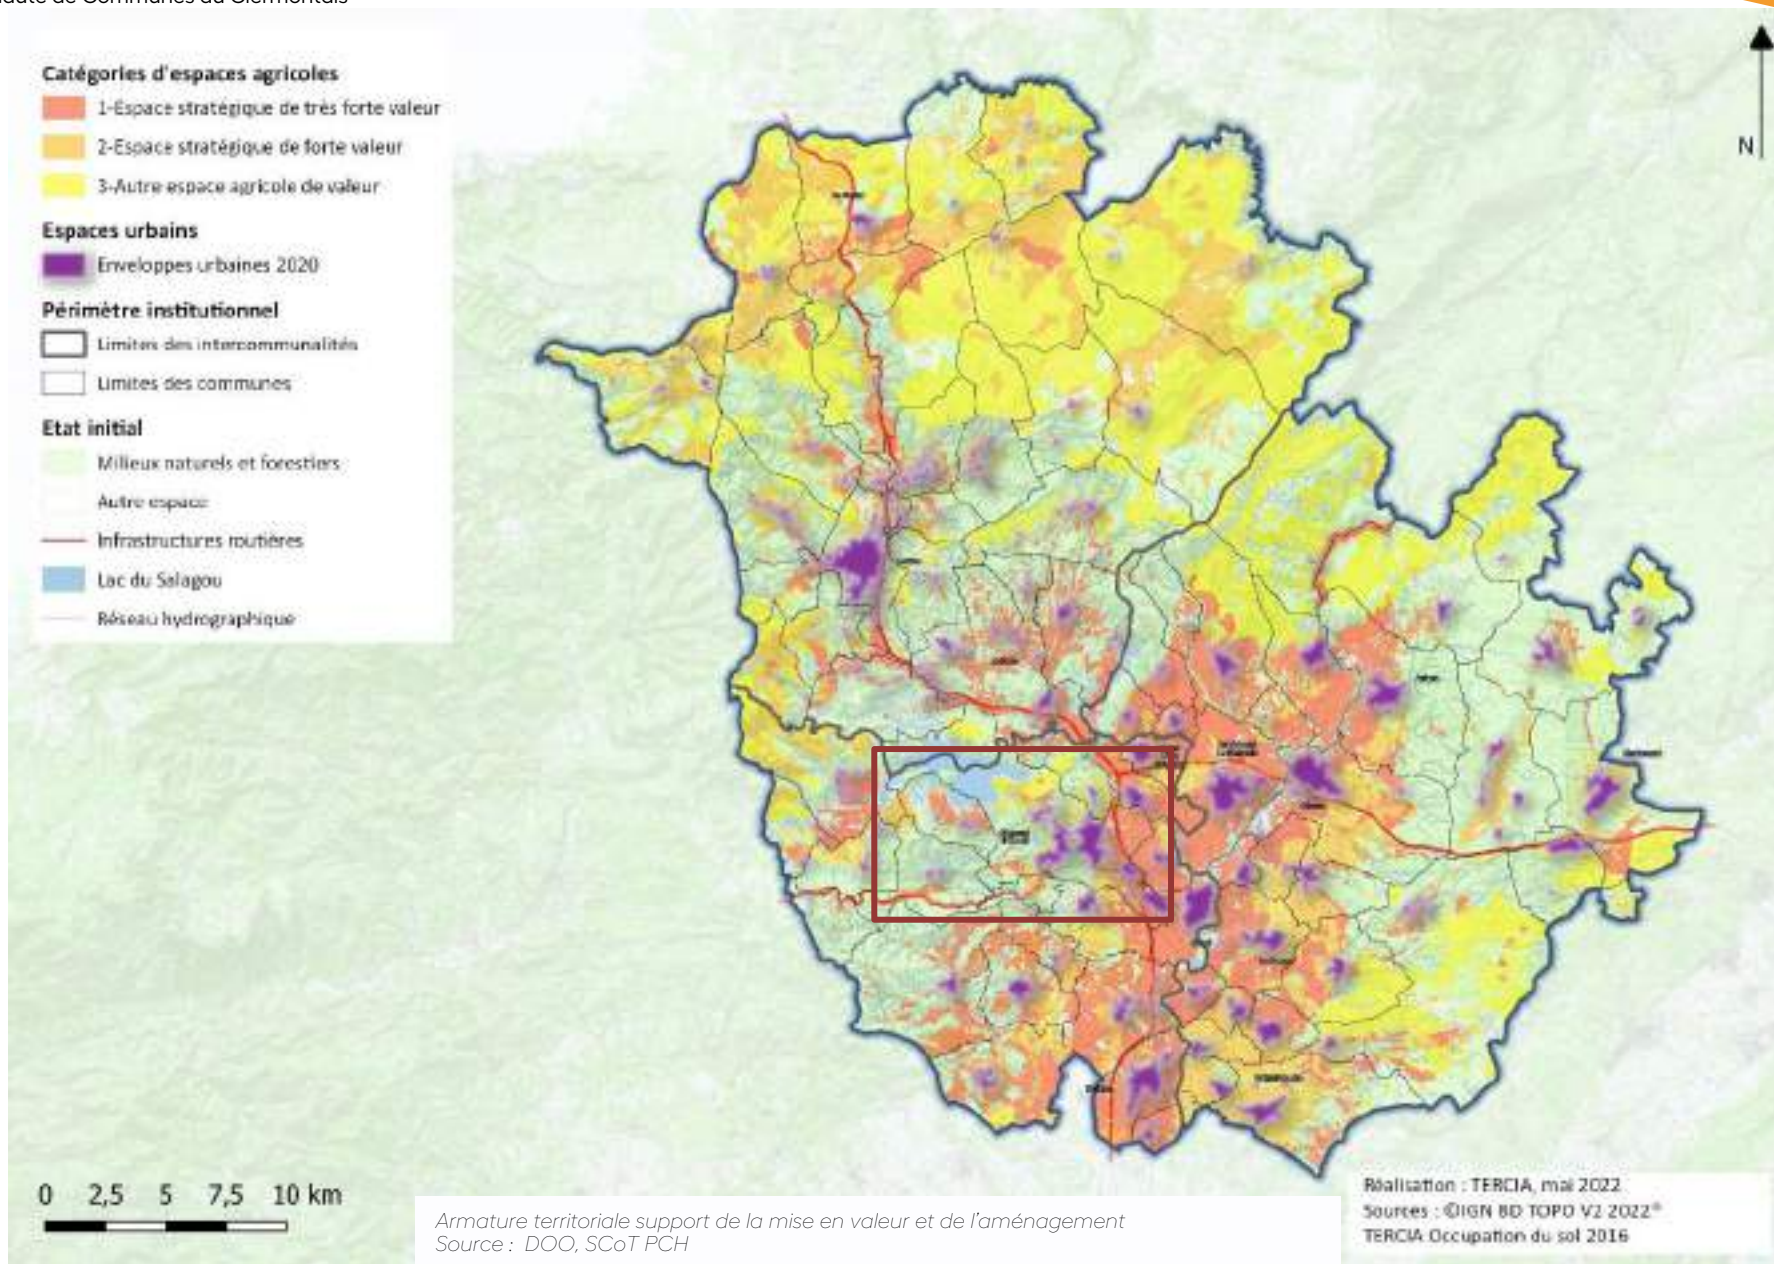 Communes du Clermontais
Catégories d'espaces agricoles
1-Espace stratégique de très forte valeur
2-Espace stratégique de forte valeur
3-Autre espace agricole de valeur
Espaces urbains
Enveloppes urbaines 2020
Périmètre institutionnel
Limites des intercommunalités
Limites des communes
Etat initial
Milieux naturels et forestiers
Autre espace
Infrastructures routières
Lac du Salagou
Réseau hydrographique
N
0 2,5 5 7,5 10 km
Armature territoriale support de la mise en valeur et de l'aménagement
Source : DOO, SCoT PCH
Réalisation : TERCIA, mai 2022
Sources : ©IGN BD TOPO V2 2022®
TERCIA Occupation du sol 2016